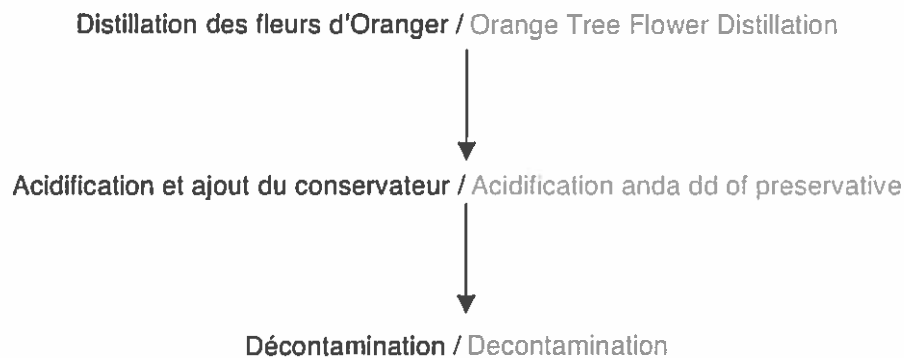 Distillation des fleurs d'Oranger / Orange Tree Flower Distillation
Acidification et ajout du conservateur / Acidification anda dd of preservative
Décontamination / Decontamination